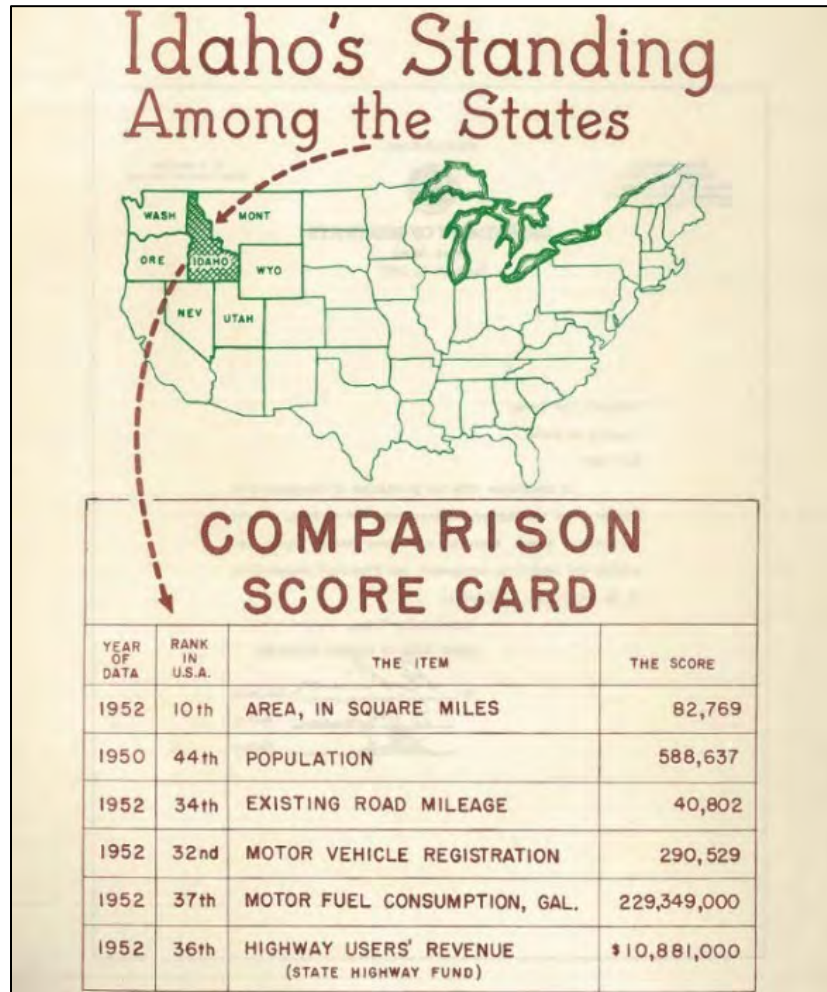 Idaho's Standing
Among the States
WASH
MONT
ORE
IDAHO
WYO
NEV
UTAH
COMPARISON
SCORE CARD
YEAR OF DATA RANK IN U.S.A. THE ITEM THE SCORE
1952 10th AREA, IN SQUARE MILES 82,769
1950 44th POPULATION 588,637
1952 34th EXISTING ROAD MILEAGE 40,802
1952 32nd MOTOR VEHICLE REGISTRATION 290,529
1952 37th MOTOR FUEL CONSUMPTION, GAL. 229,349,000
1952 36th HIGHWAY USERS' REVENUE $10,881,000
(STATE HIGHWAY FUND)